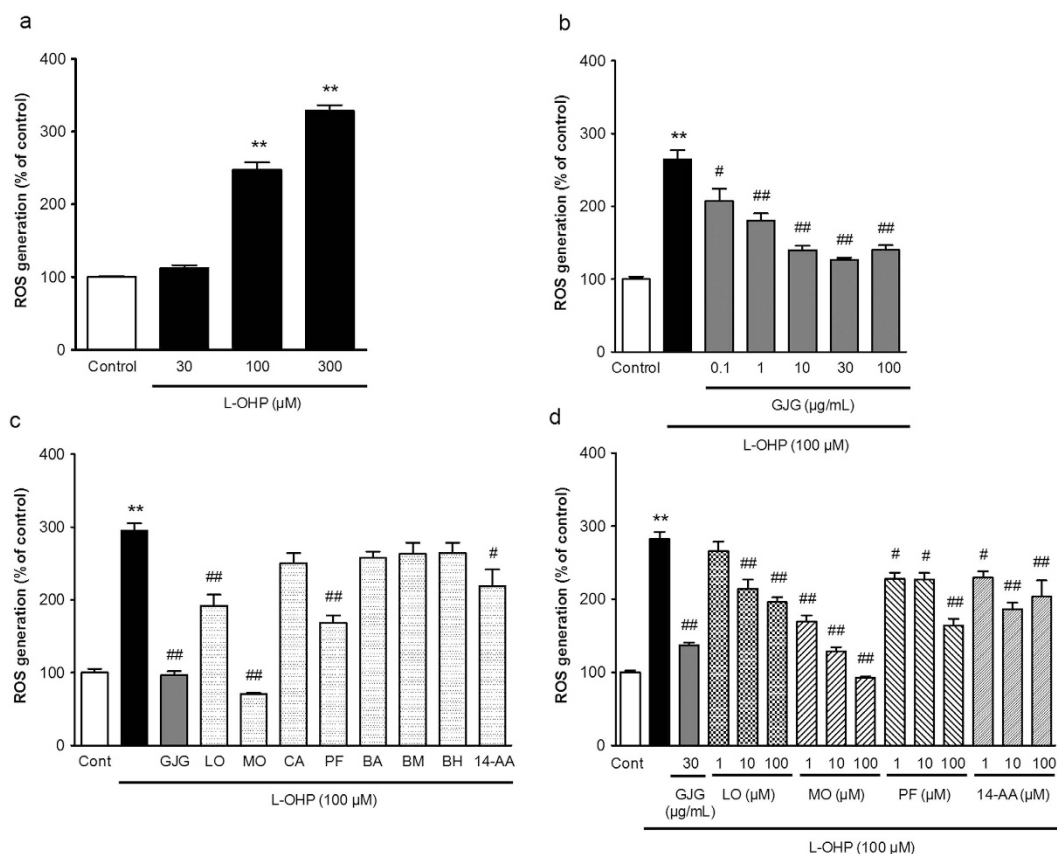 a
ROS generation (% of control)
400
300
200
100
0
**
**
Control 30 100 300
L-OHP (µM)
b
ROS generation (% of control)
400
300
200
100
0
**
#
##
##
##
##
Control 0.1 1 10 30 100
GJG (µg/mL)
L-OHP (100 µM)
c
ROS generation (% of control)
400
300
200
100
0
**
##
##
##
##
#
Cont GJG LO MO CA PF BA BM BH 14-AA
L-OHP (100 µM)
d
ROS generation (% of control)
400
300
200
100
0
**
##
##
##
##
##
##
#
#
##
#
##
##
Cont 30 1 10 100 1 10 100 1 10 100 1 10 100
GJG LO (µM) MO (µM) PF (µM) 14-AA (µM)
(µg/mL)
L-OHP (100 µM)